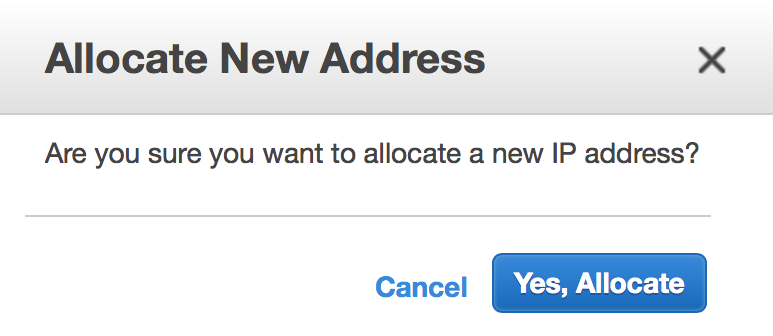 Allocate New Address
Are you sure you want to allocate a new IP address?
Cancel Yes, Allocate